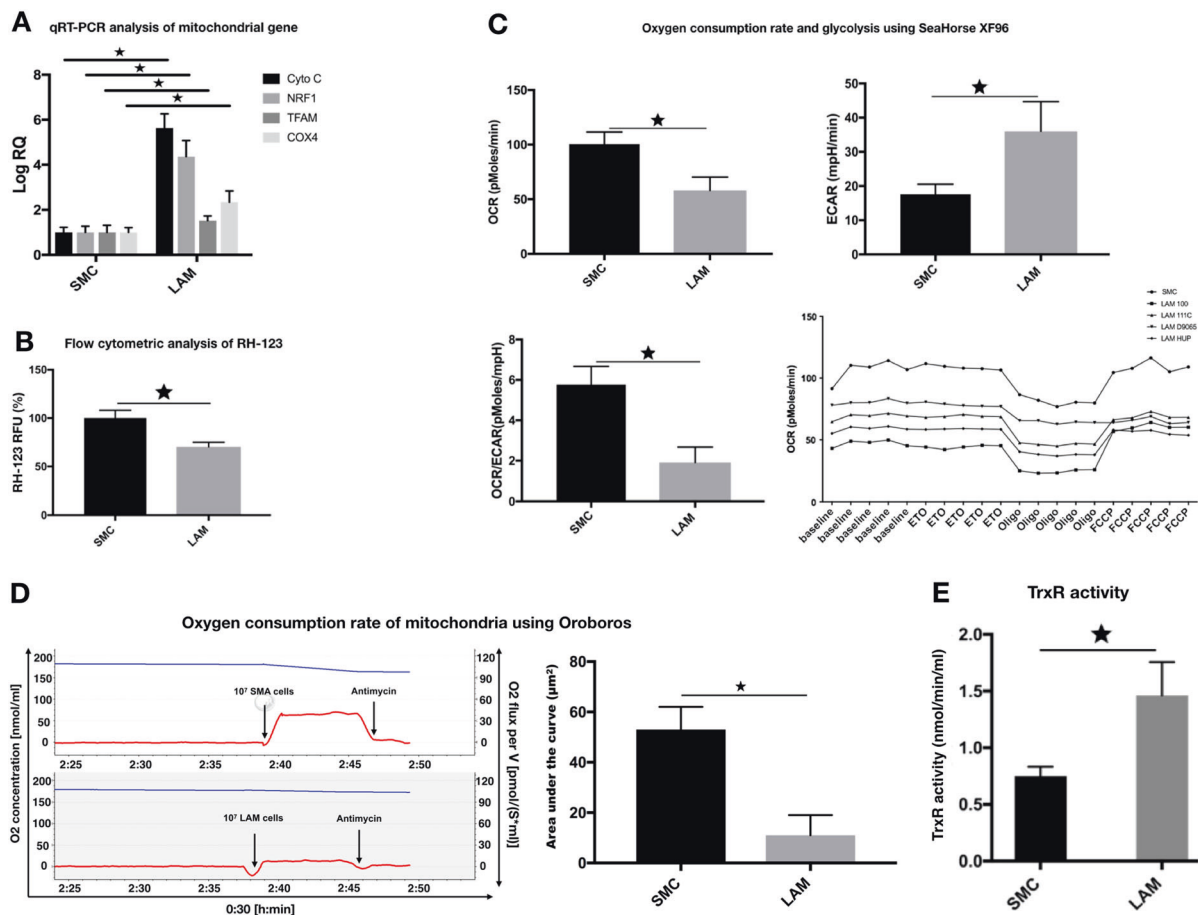 A
qRT-PCR analysis of mitochondrial gene
Log RQ
8
6
4
2
0
SMC
LAM
Cyto C
NRF1
TFAM
COX4
B
Flow cytometric analysis of RH-123
RH-123 RFU (%)
150
100
50
0
SMC
LAM
C
Oxygen consumption rate and glycolysis using SeaHorse XF96
OCR (pMoles/min)
150
100
50
0
SMC
LAM
ECAR (mpH/min)
50
40
30
20
10
0
SMC
LAM
OCR/ECAR(pMoles/mpH)
8
6
4
2
0
SMC
LAM
SMC
LAM 100
LAM 111C
LAM D9065
LAM HUP
OCR (pMoles/min)
150
100
50
0
baseline
baseline
baseline
baseline
baseline
ETO
ETO
ETO
ETO
ETO
Oligo
Oligo
Oligo
Oligo
Oligo
FCCP
FCCP
FCCP
FCCP
FCCP
D
Oxygen consumption rate of mitochondria using Oroboros
O2 concentration [nmol/ml]
200
150
100
50
0
10⁷ SMA cells
Antimycin
120
90
60
30
0
2:25
2:30
2:35
2:40
2:45
2:50
200
150
100
50
0
10⁷ LAM cells
Antimycin
120
90
60
30
0
2:25
2:30
2:35
2:40
2:45
2:50
O2 flux per V [pmol/(S*ml)]
0:30 [h:min]
Area under the curve (µm²)
80
60
40
20
0
SMC
LAM
E
TrxR activity
TrxR activity (nmol/min/ml)
2.0
1.5
1.0
0.5
0.0
SMC
LAM